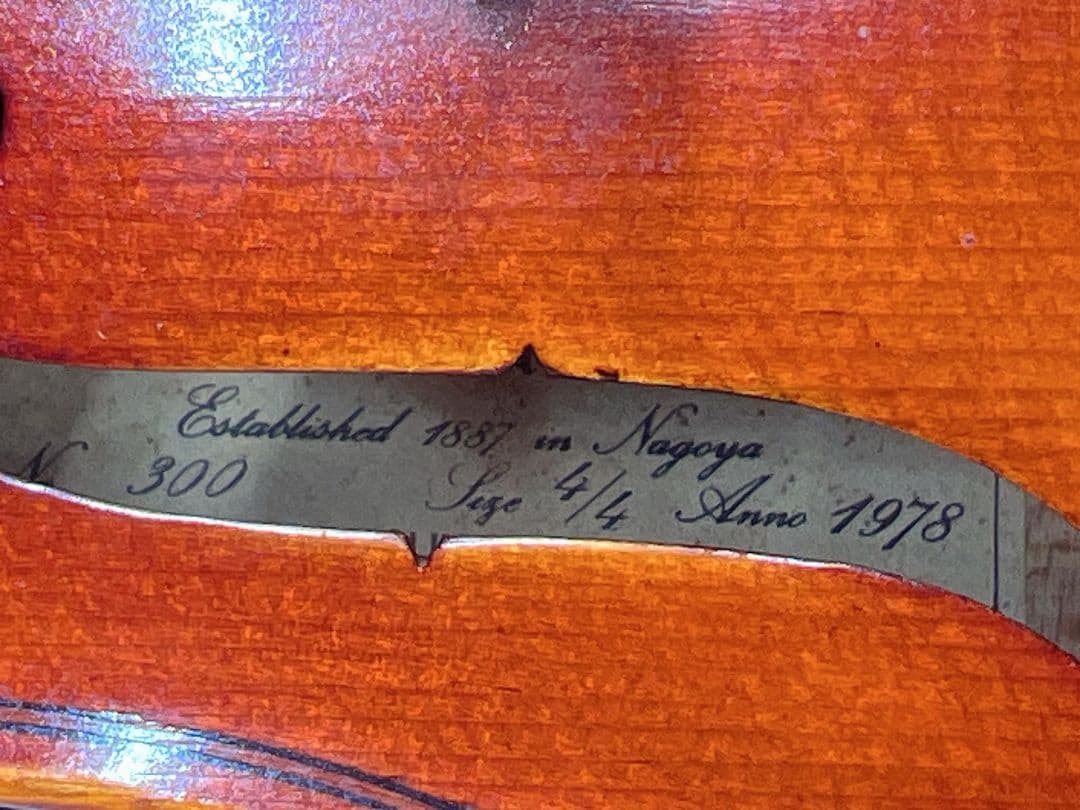 Established 1887 in Nagoya
N 300 Size 4/4 Anno 1978